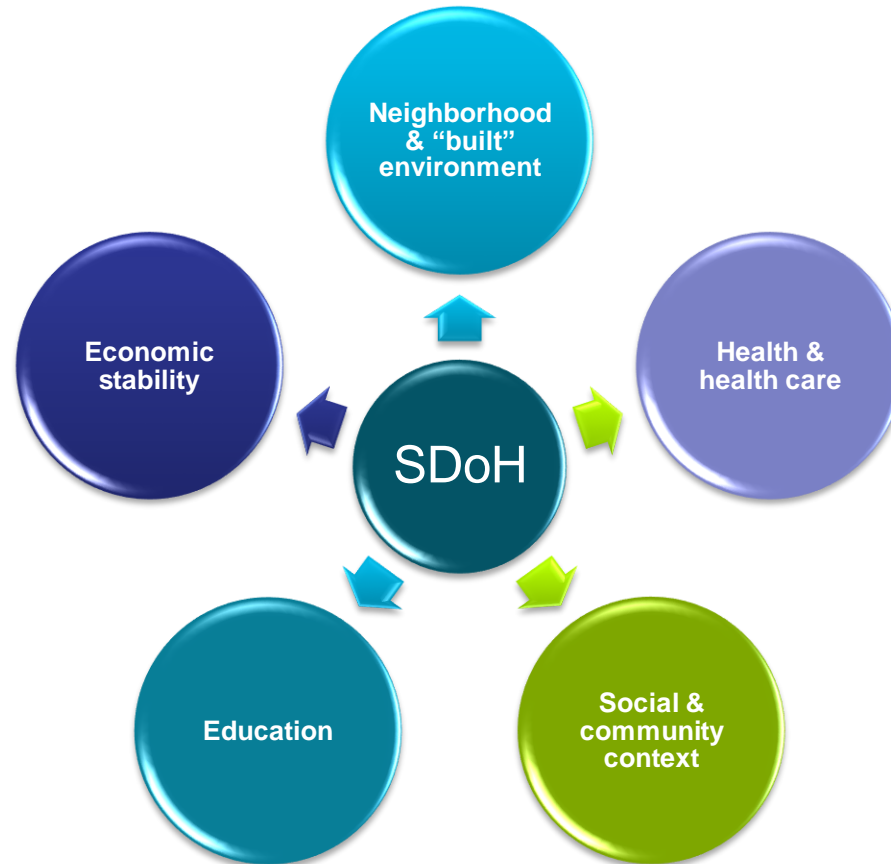 Neighborhood
& “built”
environment
Economic
stability
Health &
health care
SDoH
Education
Social &
community
context